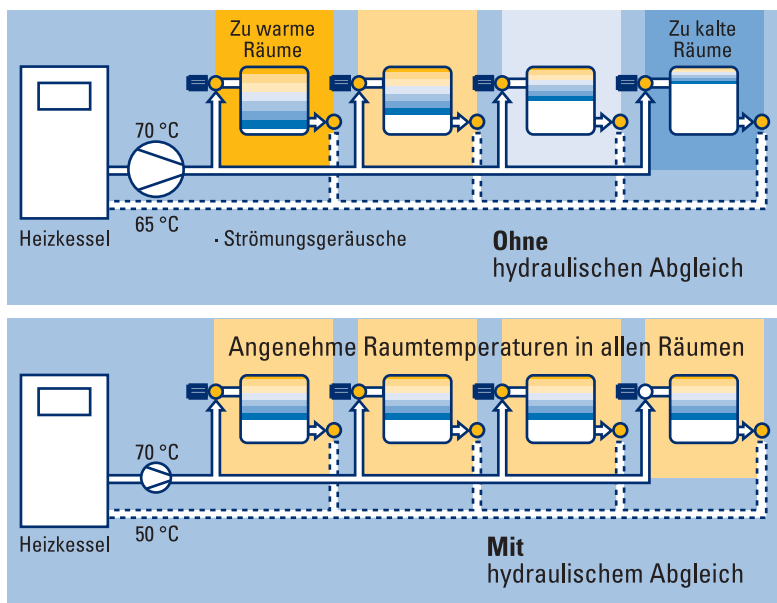 Zu warme
Räume
Zu kalte
Räume
70 °C
65 °C
Heizkessel
· Strömungsgeräusche
Ohne
hydraulischen Abgleich
Angenehme Raumtemperaturen in allen Räumen
70 °C
50 °C
Heizkessel
Mit
hydraulischem Abgleich